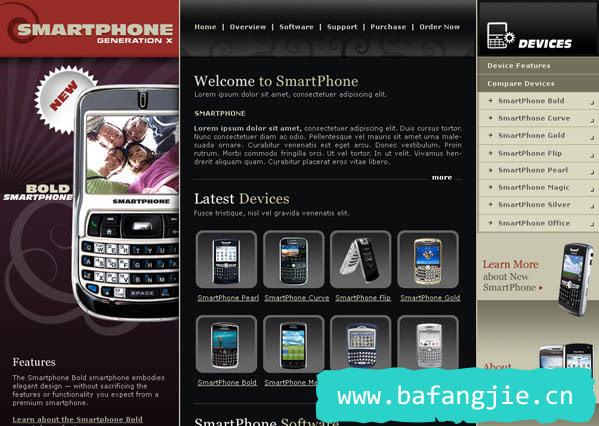 SMARTPHONE
GENERATION X
NEW
BOLD
SMARTPHONE
SMARTPHONE
SPACE
Features
The Smartphone Bold smartphone embodies
elegant design — without sacrificing the
features or functionality you expect from a
premium smartphone.
Learn about the Smartphone Bold
Home | Overview | Software | Support | Purchase | Order Now
Welcome to SmartPhone
Lorem ipsum dolor sit amet, consectetuer adipiscing elit.
SMARTPHONE
Lorem ipsum dolor sit amet, consectetuer adipiscing elit. Duis cursus tortor.
Nunc consectetuer diam ac odio. Pellentesque vel mauris sit amet urna male-
suada ornare. Curabitur venenatis est eget arcu. Donec vestibulum. Proin
rutrum. Morbi commodo fringilla orci. Ut vel tortor. In ut velit. Vivamus hen-
drerit aliquam quam. Curabitur placerat eros vitae libero.
more
Latest Devices
Fusce tristique, nisl vel gravida venenatis elit.
SmartPhone Pearl
SmartPhone Curve
SmartPhone Flip
SmartPhone Gold
SmartPhone Bold
SmartPhone
SmartPhone Software
DEVICES
Device Features
Compare Devices
SmartPhone Bold
SmartPhone Curve
SmartPhone Gold
SmartPhone Flip
SmartPhone Pearl
SmartPhone Magic
SmartPhone Silver
SmartPhone Office
Learn More
about New
SmartPhone
About
www.bafangjie.cn